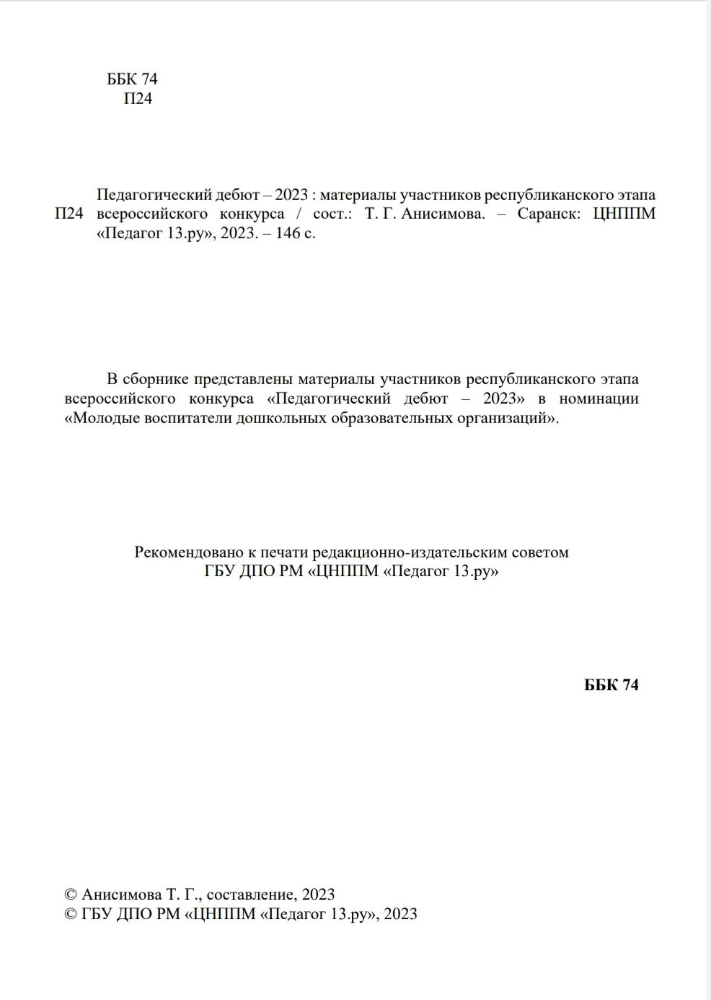 ББК 74
П24
Педагогический дебют – 2023 : материалы участников республиканского этапа
П24 всероссийского конкурса / сост.: Т. Г. Анисимова. – Саранск: ЦНППМ
«Педагог 13.ру», 2023. – 146 с.
В сборнике представлены материалы участников республиканского этапа
всероссийского конкурса «Педагогический дебют – 2023» в номинации
«Молодые воспитатели дошкольных образовательных организаций».
Рекомендовано к печати редакционно-издательским советом
ГБУ ДПО РМ «ЦНППМ «Педагог 13.ру»
ББК 74
© Анисимова Т. Г., составление, 2023
© ГБУ ДПО РМ «ЦНППМ «Педагог 13.ру», 2023